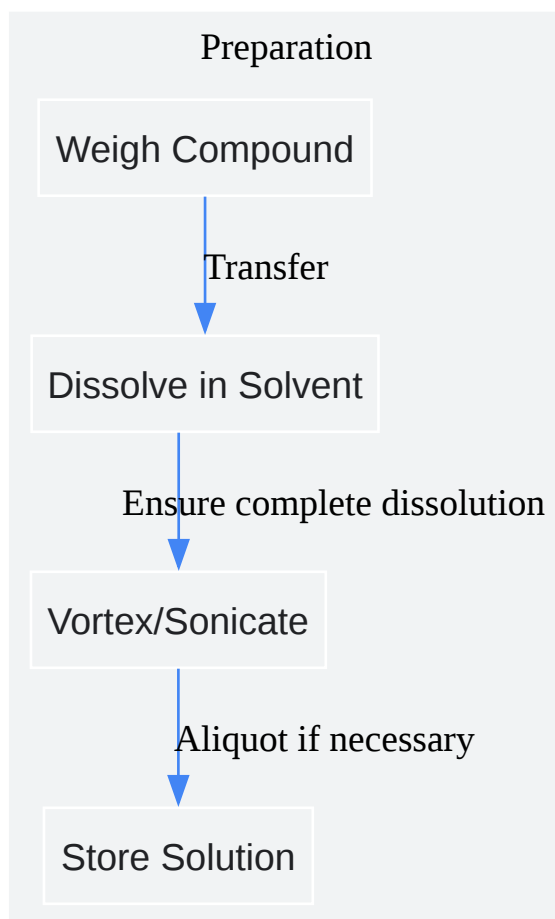 Preparation
Weigh Compound
Transfer
Dissolve in Solvent
Ensure complete dissolution
Vortex/Sonicate
Aliquot if necessary
Store Solution